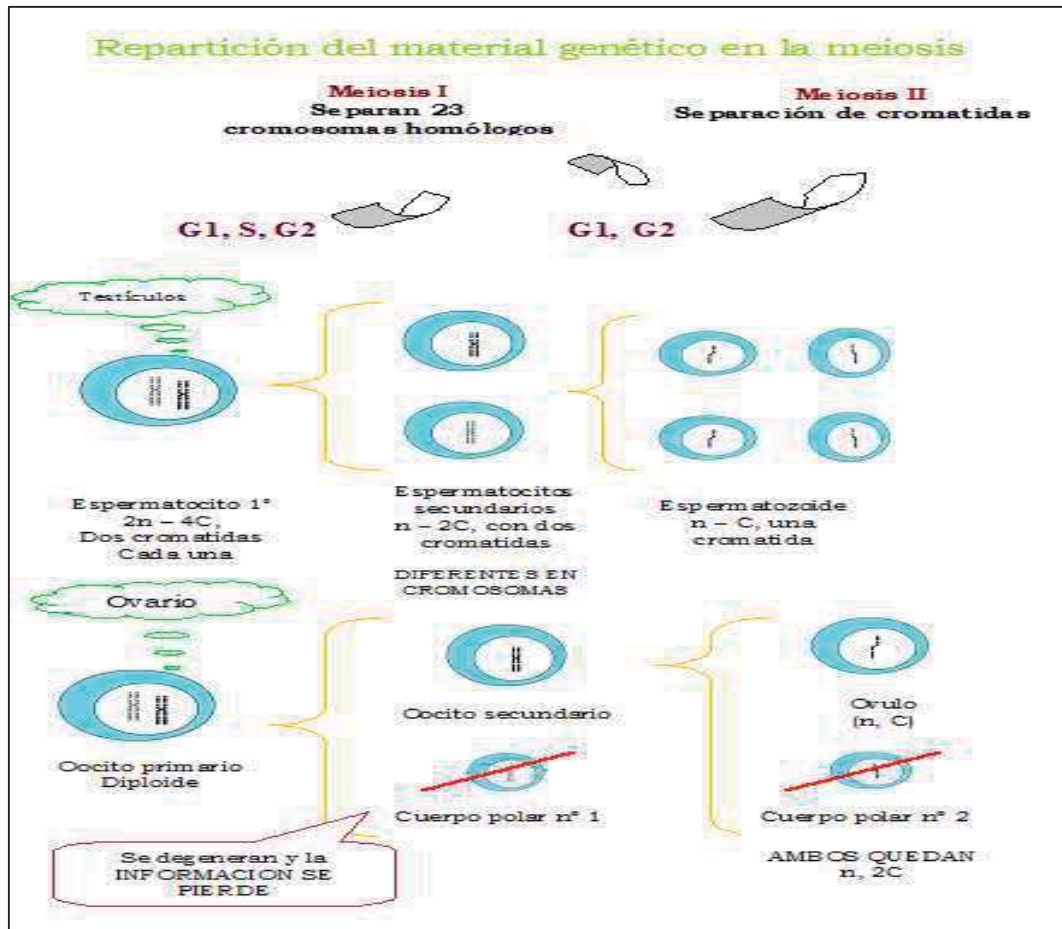 Repartición del material genético en la meiosis
Meiosis I
Separan 23
cromosomas homólogos
Meiosis II
Separación de cromatidas
G1, S, G2
G1, G2
Testículos
Espermatocito 1°
2n – 4C,
Dos cromatidas
Cada una
Espermatocitos
secundarios
n – 2C, con dos
cromatidas
DIFERENTES EN
CROMOSOMAS
Espermatozoide
n – C, una
cromatida
Ovario
Oocito primario
Diploide
Oocito secundario
Cuerpo polar n° 1
Ovulo
(n, C)
Cuerpo polar n° 2
AMBOS QUEDAN
n, 2C
Se degeneran y la
INFORMACION SE
PIERDE